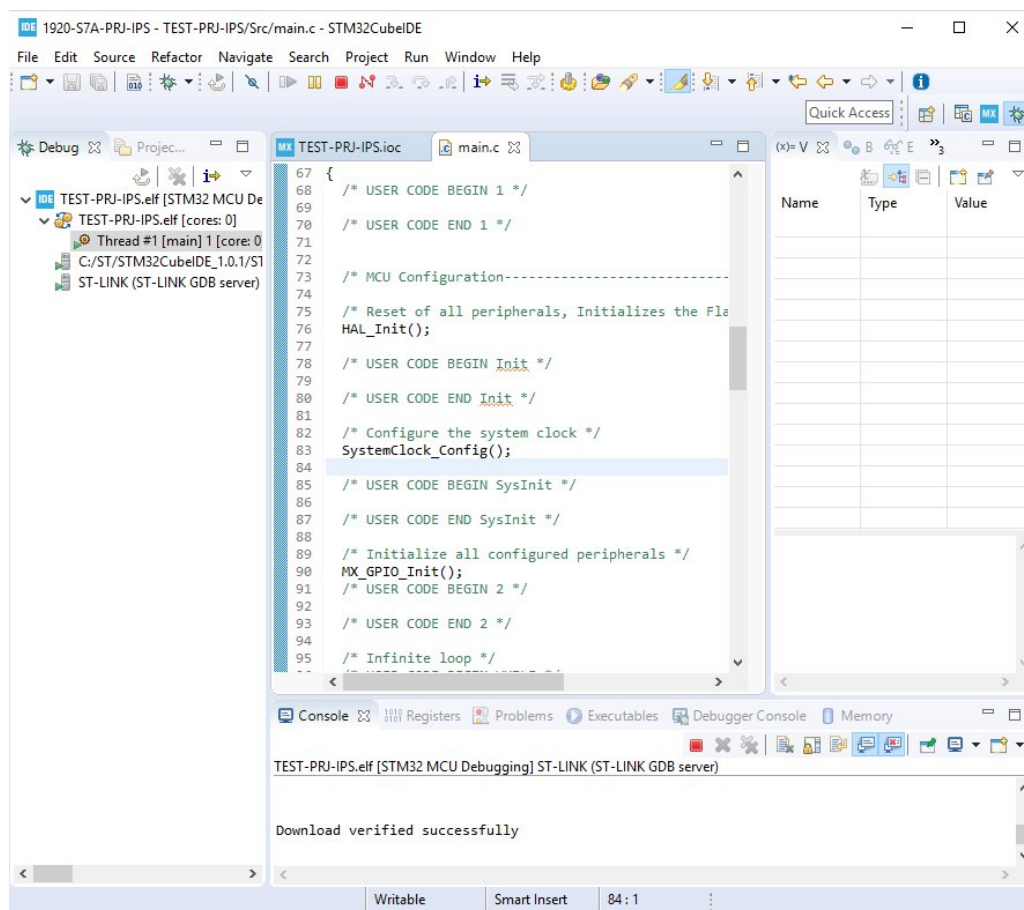 IDE 1920-S7A-PRJ-IPS - TEST-PRJ-IPS/Src/main.c - STM32CubeIDE
File Edit Source Refactor Navigate Search Project Run Window Help
Quick Access
MX
Debug Projec...
TEST-PRJ-IPS.elf [STM32 MCU De
TEST-PRJ-IPS.elf [cores: 0]
Thread #1 [main] 1 [core: 0
C:/ST/STM32CubeIDE_1.0.1/ST
ST-LINK (ST-LINK GDB server)
MX TEST-PRJ-IPS.ioc main.c
67 {
68 /* USER CODE BEGIN 1 */
69
70 /* USER CODE END 1 */
71
72
73 /* MCU Configuration-----------------------------
74
75 /* Reset of all peripherals, Initializes the Fla
76 HAL_Init();
77
78 /* USER CODE BEGIN Init */
79
80 /* USER CODE END Init */
81
82 /* Configure the system clock */
83 SystemClock_Config();
84
85 /* USER CODE BEGIN SysInit */
86
87 /* USER CODE END SysInit */
88
89 /* Initialize all configured peripherals */
90 MX_GPIO_Init();
91 /* USER CODE BEGIN 2 */
92
93 /* USER CODE END 2 */
94
95 /* Infinite loop */
(x)= V B E »3
Name Type Value
Console Registers Problems Executables Debugger Console Memory
TEST-PRJ-IPS.elf [STM32 MCU Debugging] ST-LINK (ST-LINK GDB server)
Download verified successfully
Writable Smart Insert 84 : 1